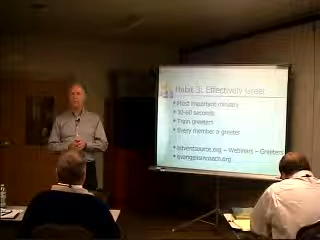 Habit 3: Effectively Greet
Most important ministry
30-60 seconds
Train greeters
Every member a greeter
adventsource.org – Webinars – Greeters
evangelismcoach.org